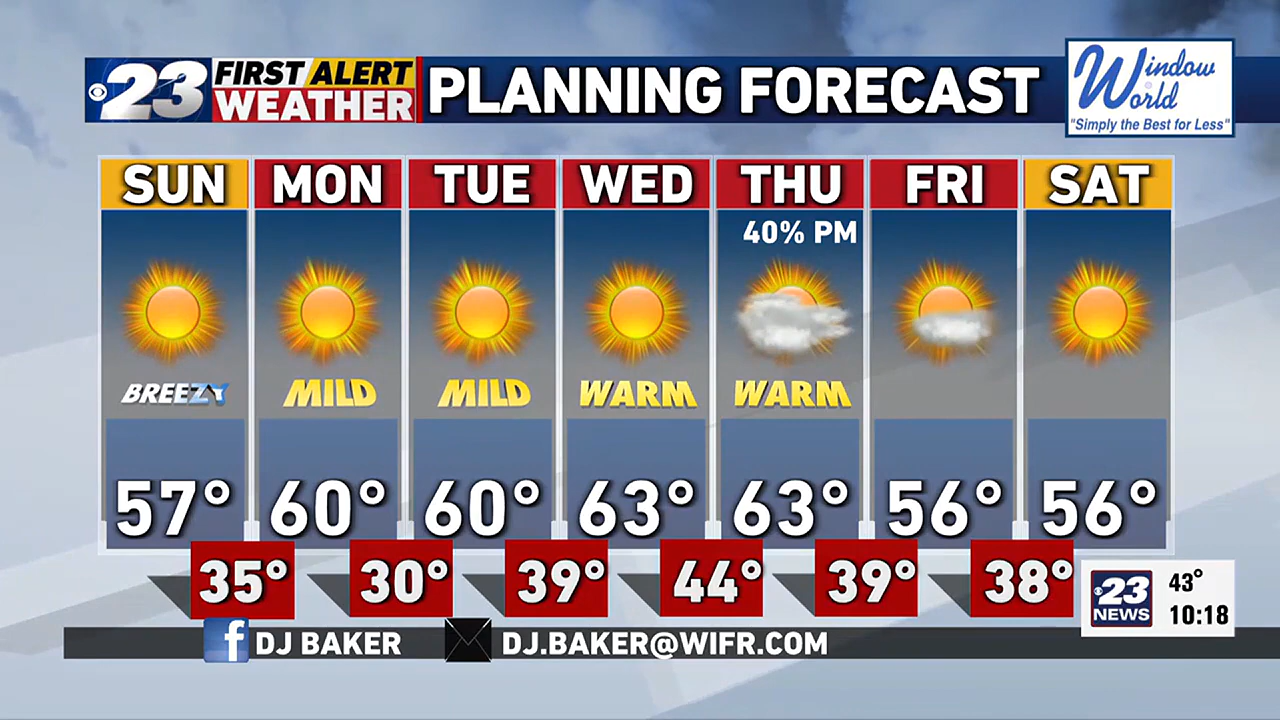 23 FIRST ALERT WEATHER
PLANNING FORECAST
Window World
"Simply the Best for Less"
SUN MON TUE WED THU FRI SAT
40% PM
BREEZY MILD MILD WARM WARM
57° 60° 60° 63° 63° 56° 56°
35° 30° 39° 44° 39° 38°
23 NEWS
43°
10:18
f DJ BAKER DJ.BAKER@WIFR.COM